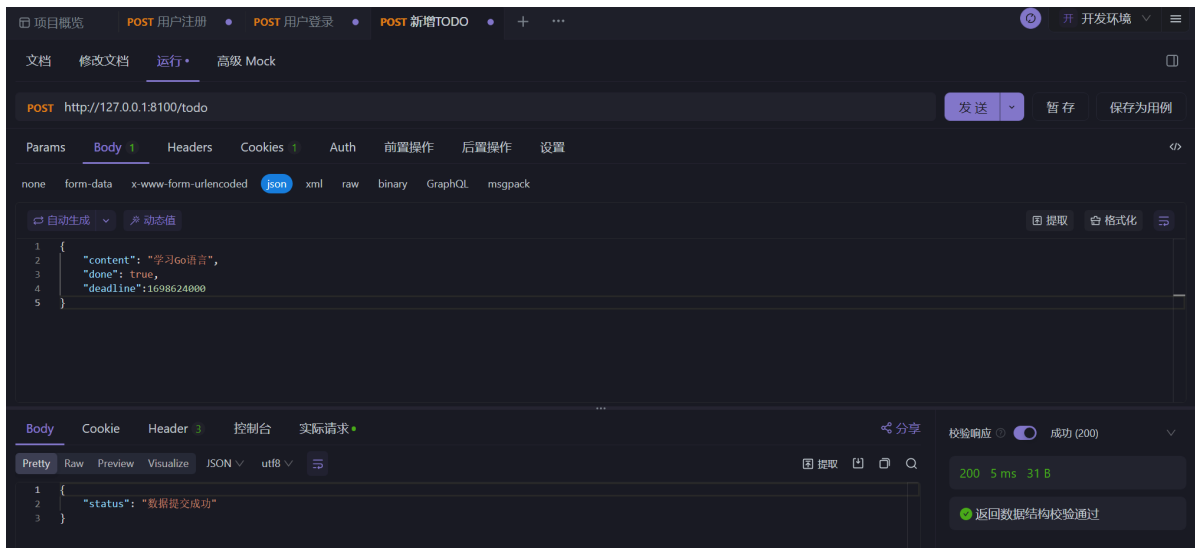 项目概览 POST 用户注册 POST 用户登录 POST 新增TODO 开 开发环境
文档 修改文档 运行 高级 Mock
POST http://127.0.0.1:8100/todo 发 送 暂 存 保存为用例
Params Body 1 Headers Cookies 1 Auth 前置操作 后置操作 设置
none form-data x-www-form-urlencoded json xml raw binary GraphQL msgpack
自动生成 动态值 提取 格式化
1 {
2 "content": "学习Go语言",
3 "done": true,
4 "deadline":1698624000
5 }
Body Cookie Header 3 控制台 实际请求 分享 校验响应 成功 (200)
Pretty Raw Preview Visualize JSON utf8 提取
200 5 ms 31 B
1 {
2 "status": "数据提交成功"
3 }
返回数据结构校验通过